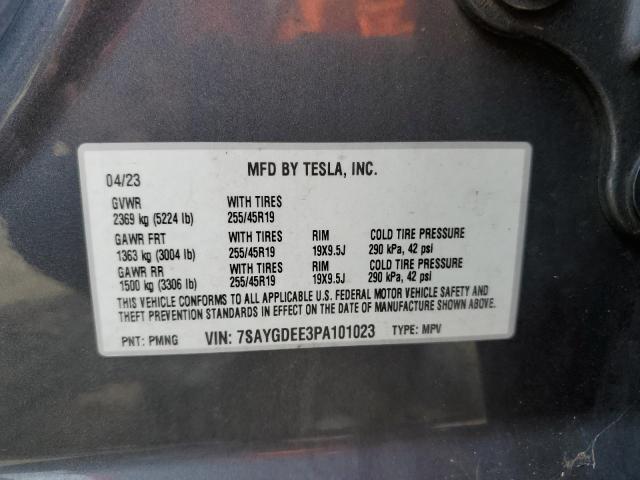 04/23 MFD BY TESLA, INC.
GVWR WITH TIRES
2369 kg (5224 lb) 255/45R19
GAWR FRT WITH TIRES RIM COLD TIRE PRESSURE
1363 kg (3004 lb) 255/45R19 19X9.5J 290 kPa, 42 psi
GAWR RR WITH TIRES RIM COLD TIRE PRESSURE
1500 kg (3306 lb) 255/45R19 19X9.5J 290 kPa, 42 psi
THIS VEHICLE CONFORMS TO ALL APPLICABLE U.S. FEDERAL MOTOR VEHICLE SAFETY AND
THEFT PREVENTION STANDARDS IN EFFECT ON THE DATE OF MANUFACTURE SHOWN ABOVE.
PNT: PMNG VIN: 7SAYGDEE3PA101023 TYPE: MPV